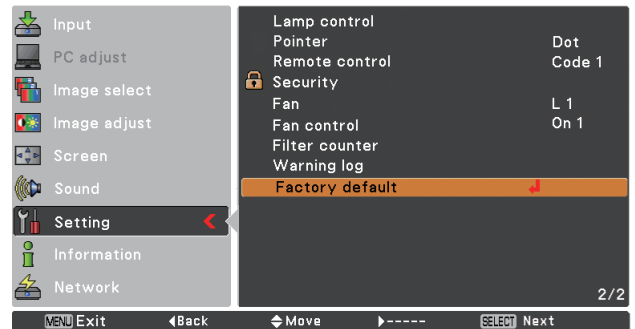 Input
PC adjust
Image select
Image adjust
Screen
Sound
Setting
Information
Network
Lamp control
Pointer Dot
Remote control Code 1
Security
Fan L 1
Fan control On 1
Filter counter
Warning log
Factory default
2/2
MENU Exit Back Move ----- SELECT Next